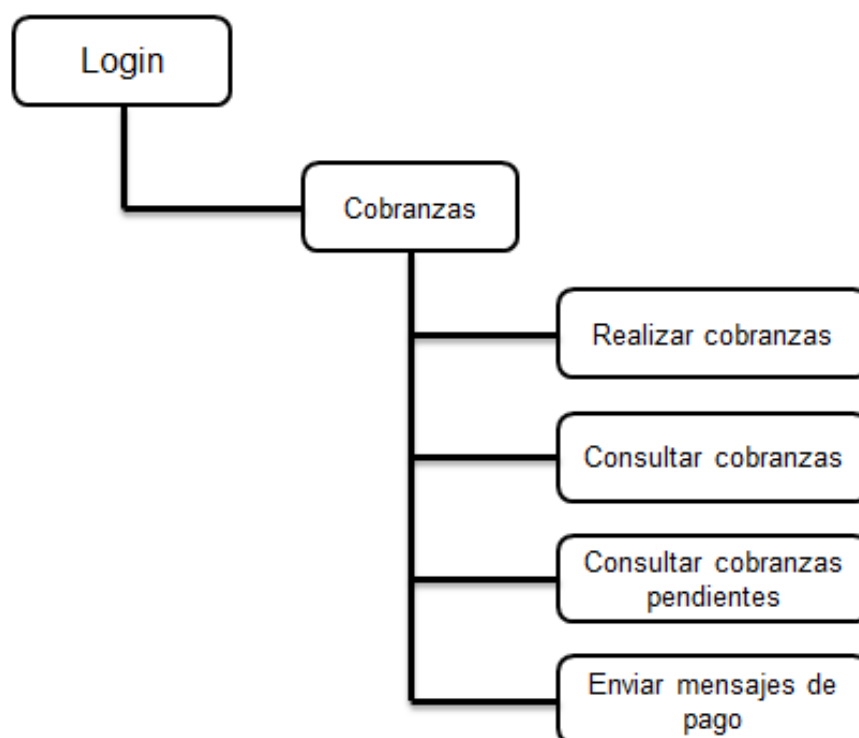 Login
Cobranzas
Realizar cobranzas
Consultar cobranzas
Consultar cobranzas
pendientes
Enviar mensajes de
pago